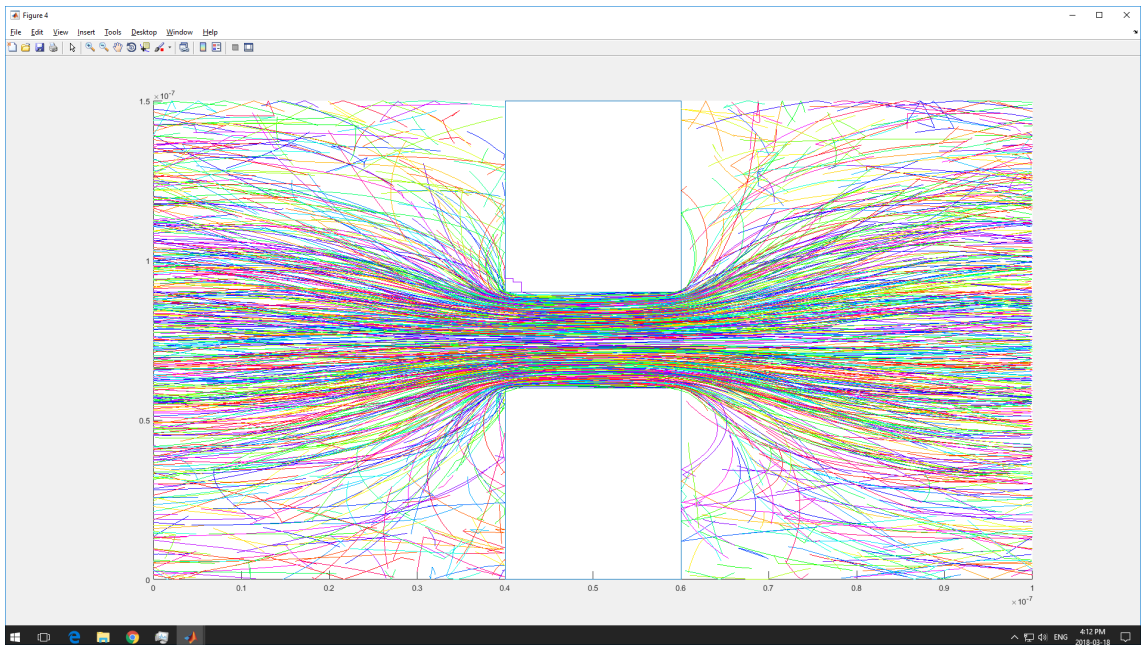 Figure 4
File Edit View Insert Tools Desktop Window Help
×10⁻⁷
1.5
1
0.5
0
0 0.1 0.2 0.3 0.4 0.5 0.6 0.7 0.8 0.9 1
×10⁻⁷
ENG 4:12 PM
2018-03-18